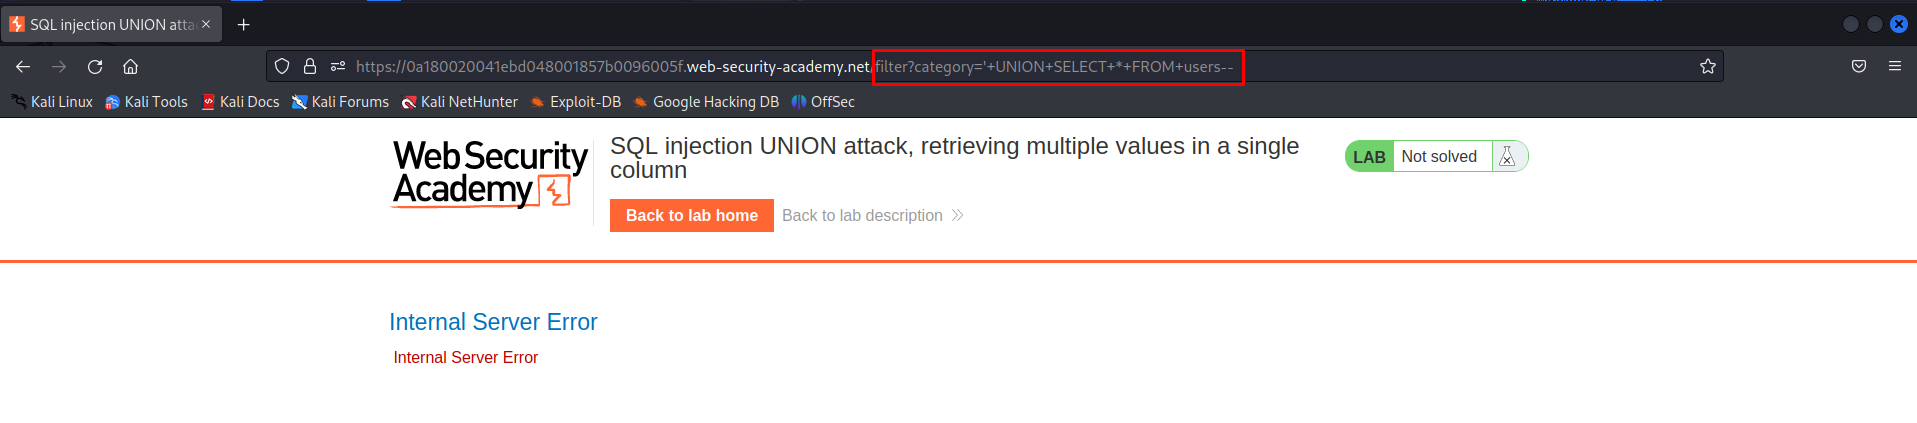 SQL injection UNION atta
https://0a180020041ebd048001857b0096005f.web-security-academy.net/filter?category='+UNION+SELECT+*+FROM+users--
Kali Linux Kali Tools Kali Docs Kali Forums Kali NetHunter Exploit-DB Google Hacking DB OffSec
Web Security
Academy
SQL injection UNION attack, retrieving multiple values in a single
column
LAB Not solved
Back to lab home Back to lab description
Internal Server Error
Internal Server Error